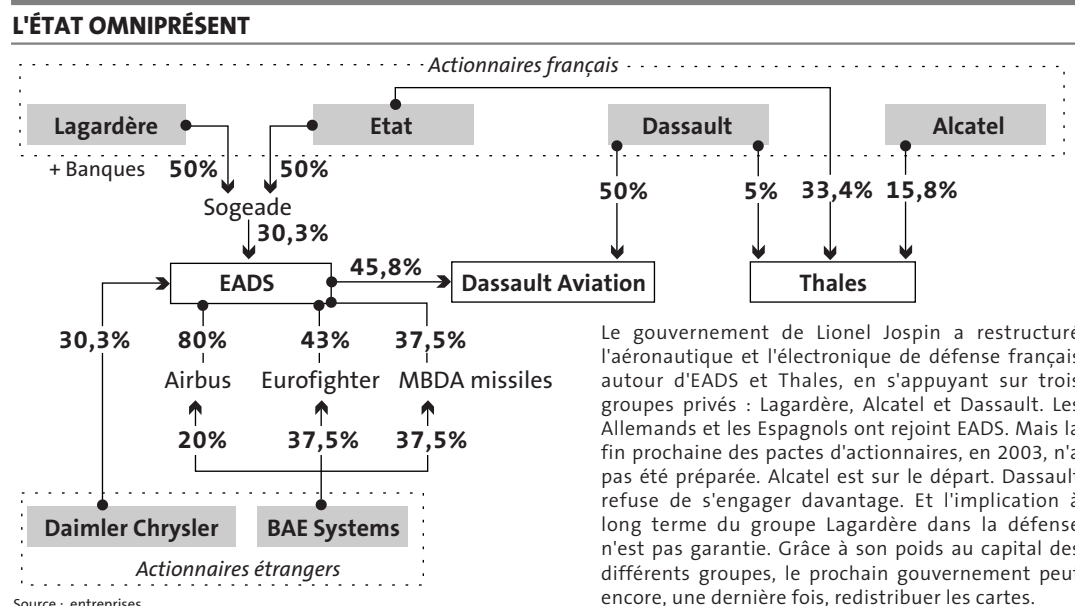 L'ÉTAT OMNIPRÉSENT
Actionnaires français
Lagardère Etat Dassault Alcatel
+ Banques 50% 50% 50% 5% 33,4% 15,8%
Sogeade
30,3%
EADS 45,8% Dassault Aviation Thales
30,3% 80% 43% 37,5%
Airbus Eurofighter MBDA missiles
20% 37,5% 37,5%
Daimler Chrysler BAE Systems
Actionnaires étrangers
Source : entreprises
Le gouvernement de Lionel Jospin a restructuré
l'aéronautique et l'électronique de défense français
autour d'EADS et Thales, en s'appuyant sur trois
groupes privés : Lagardère, Alcatel et Dassault. Les
Allemands et les Espagnols ont rejoint EADS. Mais la
fin prochaine des pactes d'actionnaires, en 2003, n'a
pas été préparée. Alcatel est sur le départ. Dassault
refuse de s'engager davantage. Et l'implication à
long terme du groupe Lagardère dans la défense
n'est pas garantie. Grâce à son poids au capital des
différents groupes, le prochain gouvernement peut
encore, une dernière fois, redistribuer les cartes.